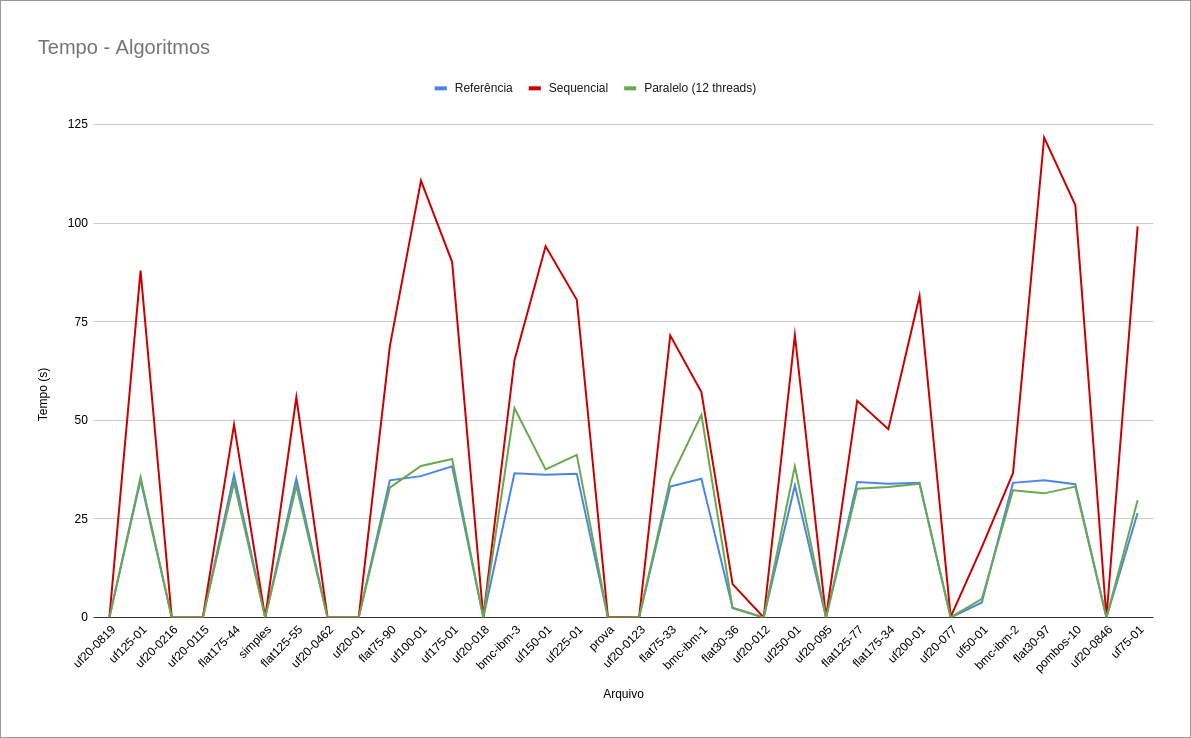 Tempo - Algoritmos
Referência Sequencial Paralelo (12 threads)
125
100
75
50
25
0
Tempo (s)
uf20-0819
uf125-01
uf20-0216
uf20-0115
flat175-44
simples
flat125-55
uf20-0462
uf20-01
flat75-90
uf100-01
uf175-01
uf20-018
bmc-ibm-3
uf150-01
uf225-01
prova
uf20-0123
flat75-33
bmc-ibm-1
flat30-36
uf20-012
uf250-01
uf20-095
flat125-77
flat175-34
uf200-01
uf20-077
uf50-01
bmc-ibm-2
flat30-97
pombos-10
uf20-0846
uf75-01
Arquivo